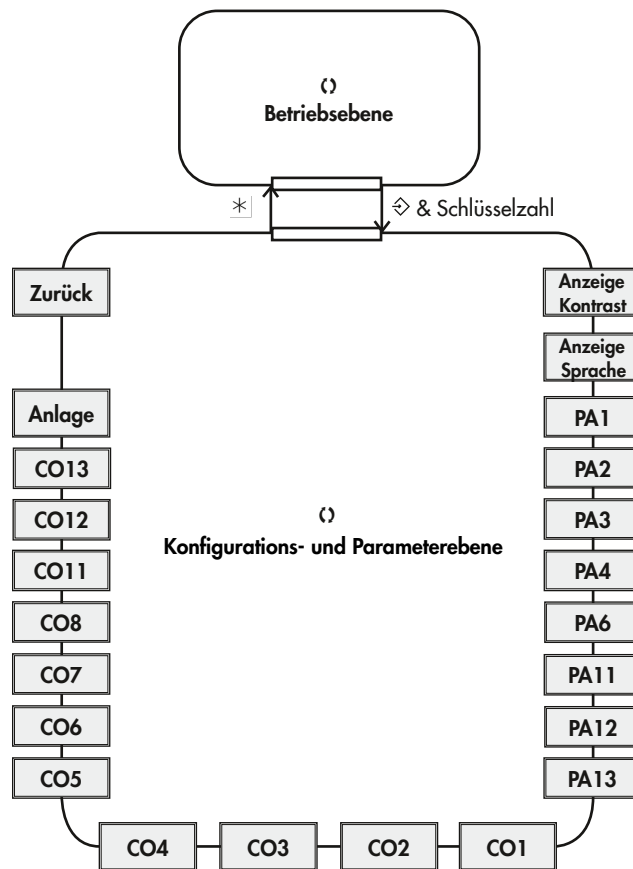 Betriebsebene
& Schlüsselzahl
Zurück
Anzeige
Kontrast
Anzeige
Sprache
Anlage
PA1
CO13
PA2
CO12
PA3
Konfigurations- und Parameterebene
CO11
PA4
CO8
PA6
CO7
PA11
CO6
PA12
CO5
PA13
CO4
CO3
CO2
CO1